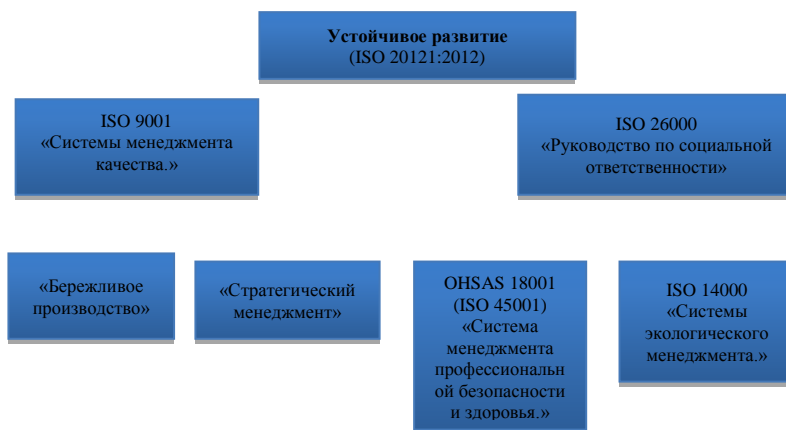 Устойчивое развитие
(ISO 20121:2012)
ISO 9001
«Системы менеджмента
качества.»
ISO 26000
«Руководство по социальной
ответственности»
«Бережливое
производство»
«Стратегический
менеджмент»
OHSAS 18001
(ISO 45001)
«Система
менеджмента
профессиональн
ой безопасности
и здоровья.»
ISO 14000
«Системы
экологического
менеджмента.»